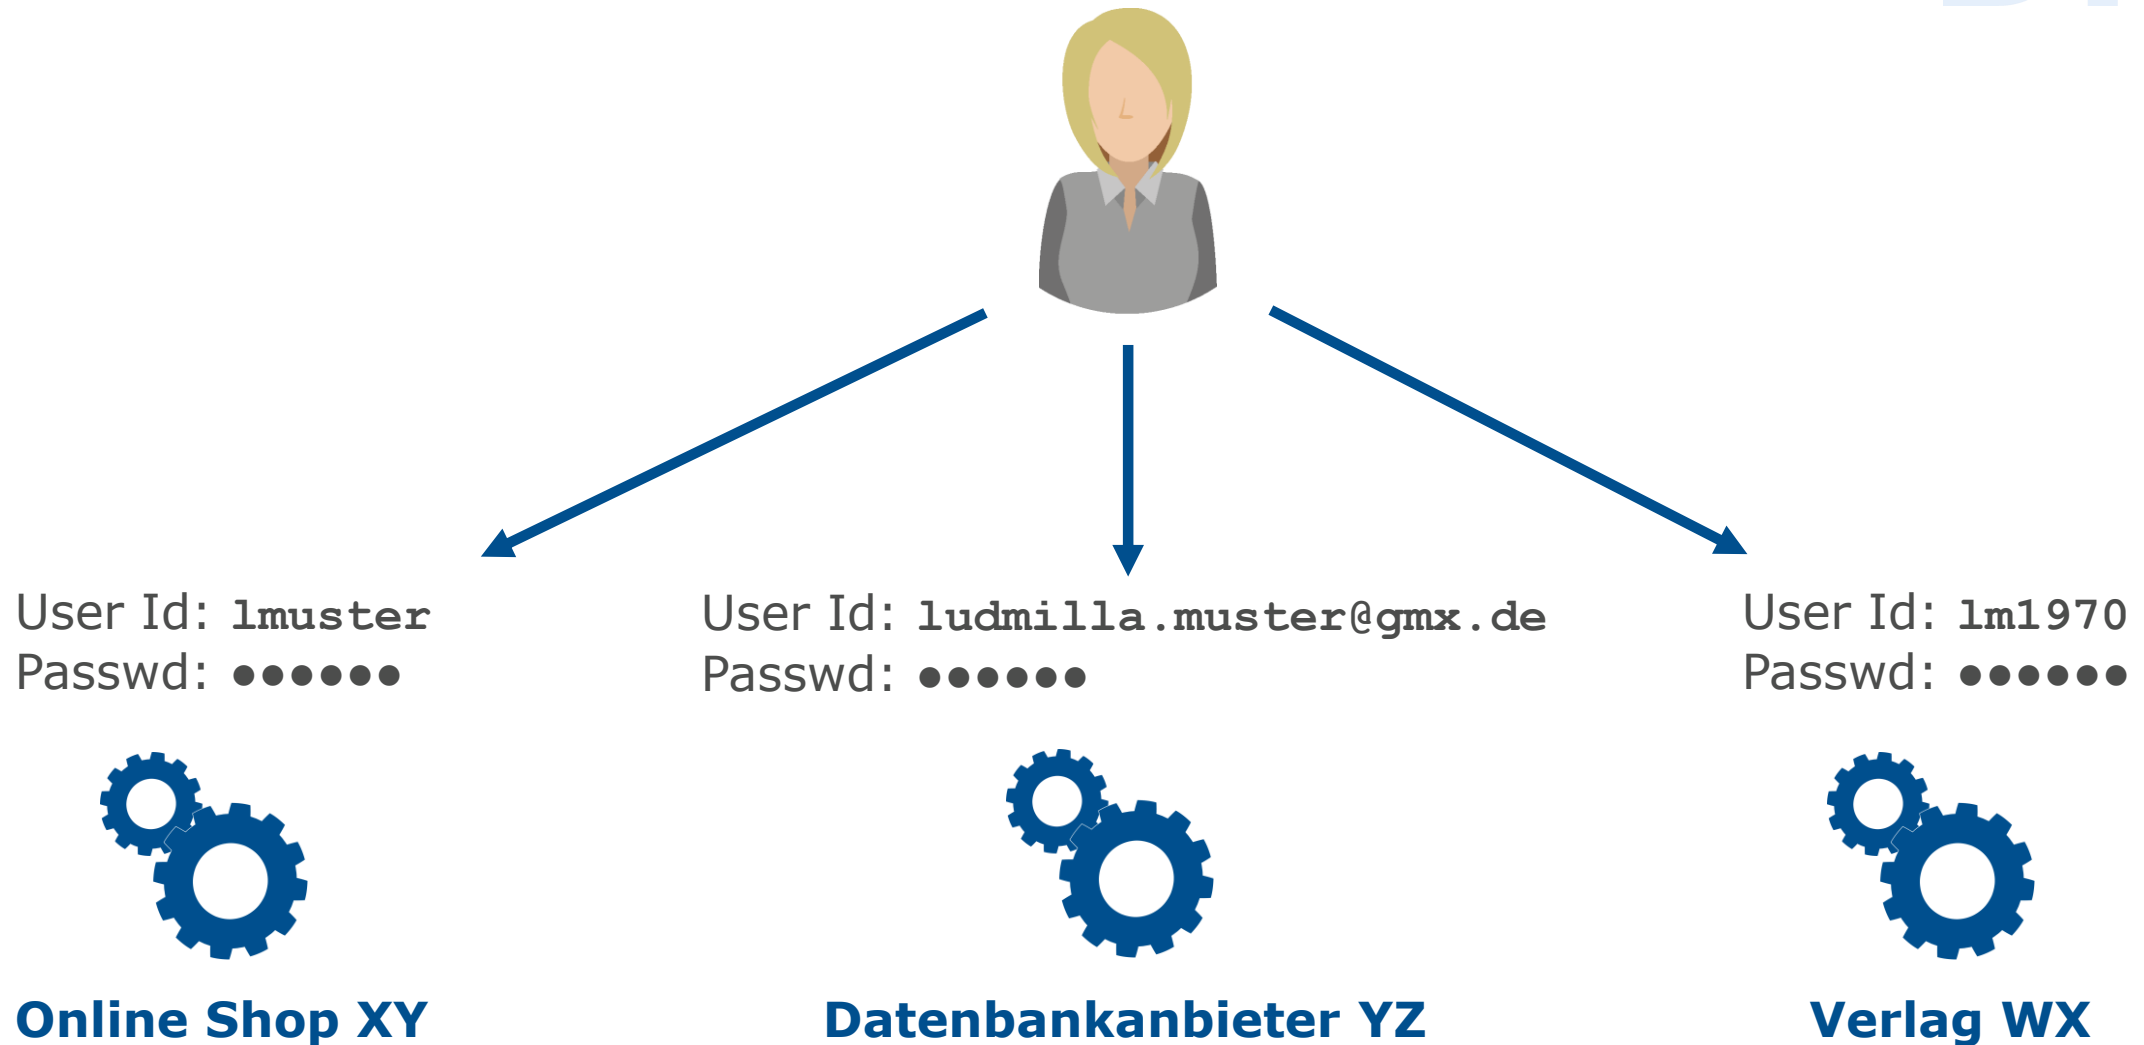 User Id: lmuster
Passwd: ●●●●●●
User Id: ludmilla.muster@gmx.de
Passwd: ●●●●●●
User Id: lm1970
Passwd: ●●●●●●
Online Shop XY
Datenbankanbieter YZ
Verlag WX